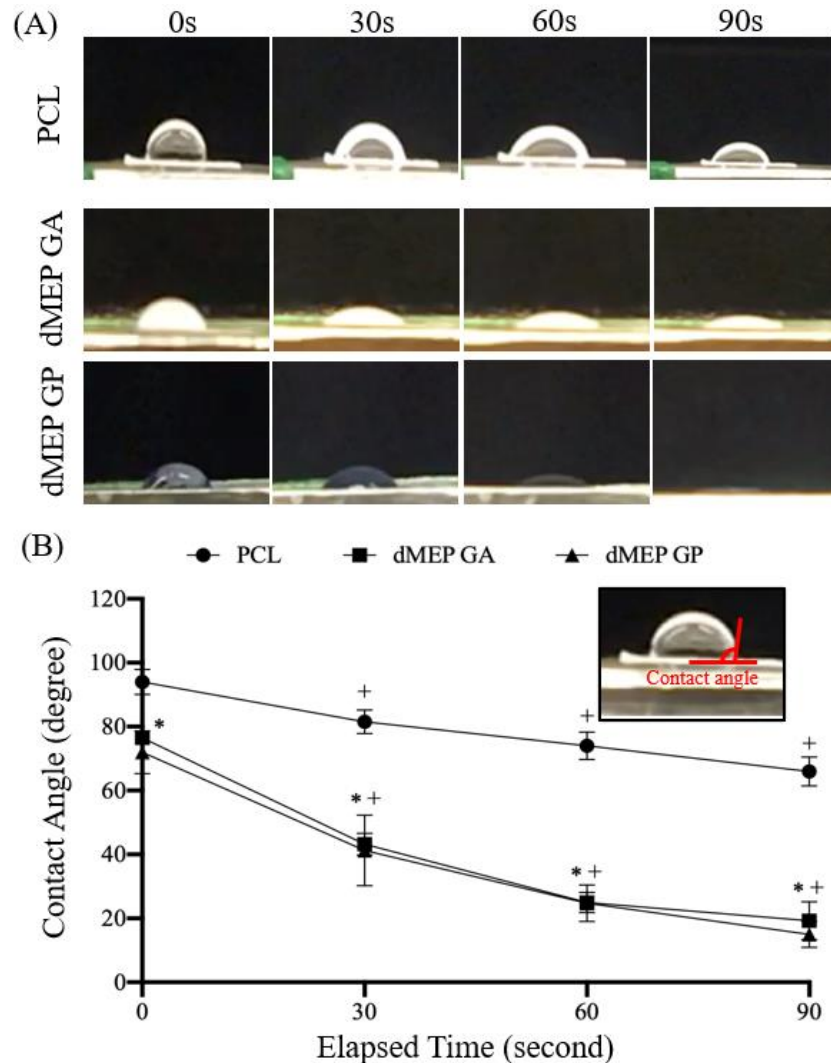 (A)
0s 30s 60s 90s
PCL
dMEP GA
dMEP GP
(B)
PCL dMEP GA dMEP GP
120
100
80
60
40
20
0
Contact Angle (degree)
*
+
* +
+
* +
+
* +
Contact angle
0 30 60 90
Elapsed Time (second)